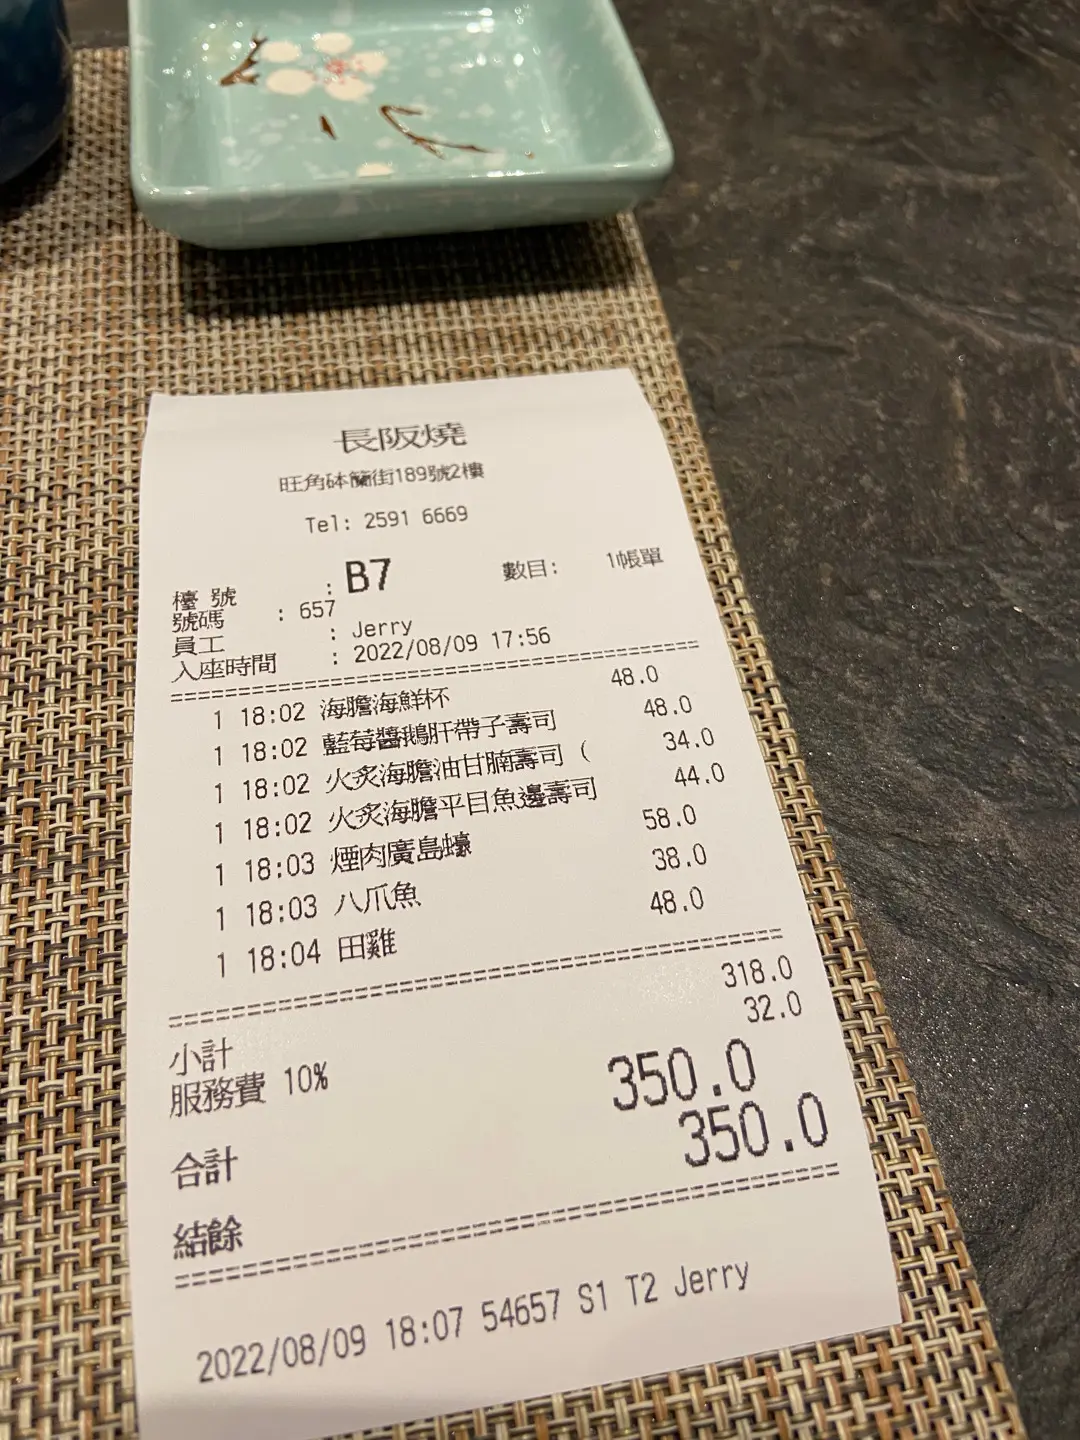 長阪燒
旺角砵蘭街189號2樓
Tel: 2591 6669
檯 號 : B7 數目: 1帳單
號碼 : 657
員工 : Jerry
入座時間 : 2022/08/09 17:56
1 18:02 海膽海鮮杯 48.0
1 18:02 藍莓醬鵝肝帶子壽司 48.0
1 18:02 火炙海膽油甘腩壽司 ( 34.0
1 18:02 火炙海膽平目魚邊壽司 44.0
1 18:03 煙肉廣島蠔 58.0
1 18:03 八爪魚 38.0
1 18:04 田雞 48.0
小計 318.0
服務費 10% 32.0
合計 350.0
結餘 350.0
2022/08/09 18:07 54657 S1 T2 Jerry